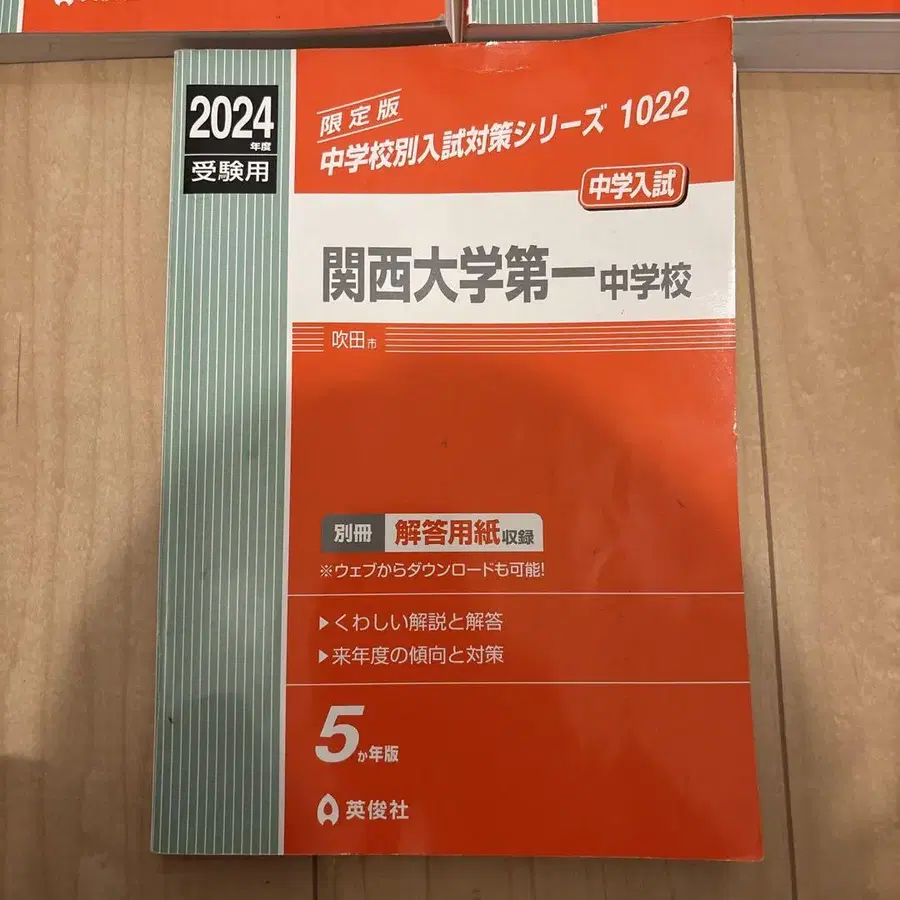 英俊社
2024
年度
受験用
限定版
中学校別入試対策シリーズ 1022
中学入試
関西大学第一 中学校
吹田市
別冊 解答用紙収録
※ウェブからダウンロードも可能!
▶くわしい解説と解答
▶来年度の傾向と対策
5か年版
英俊社